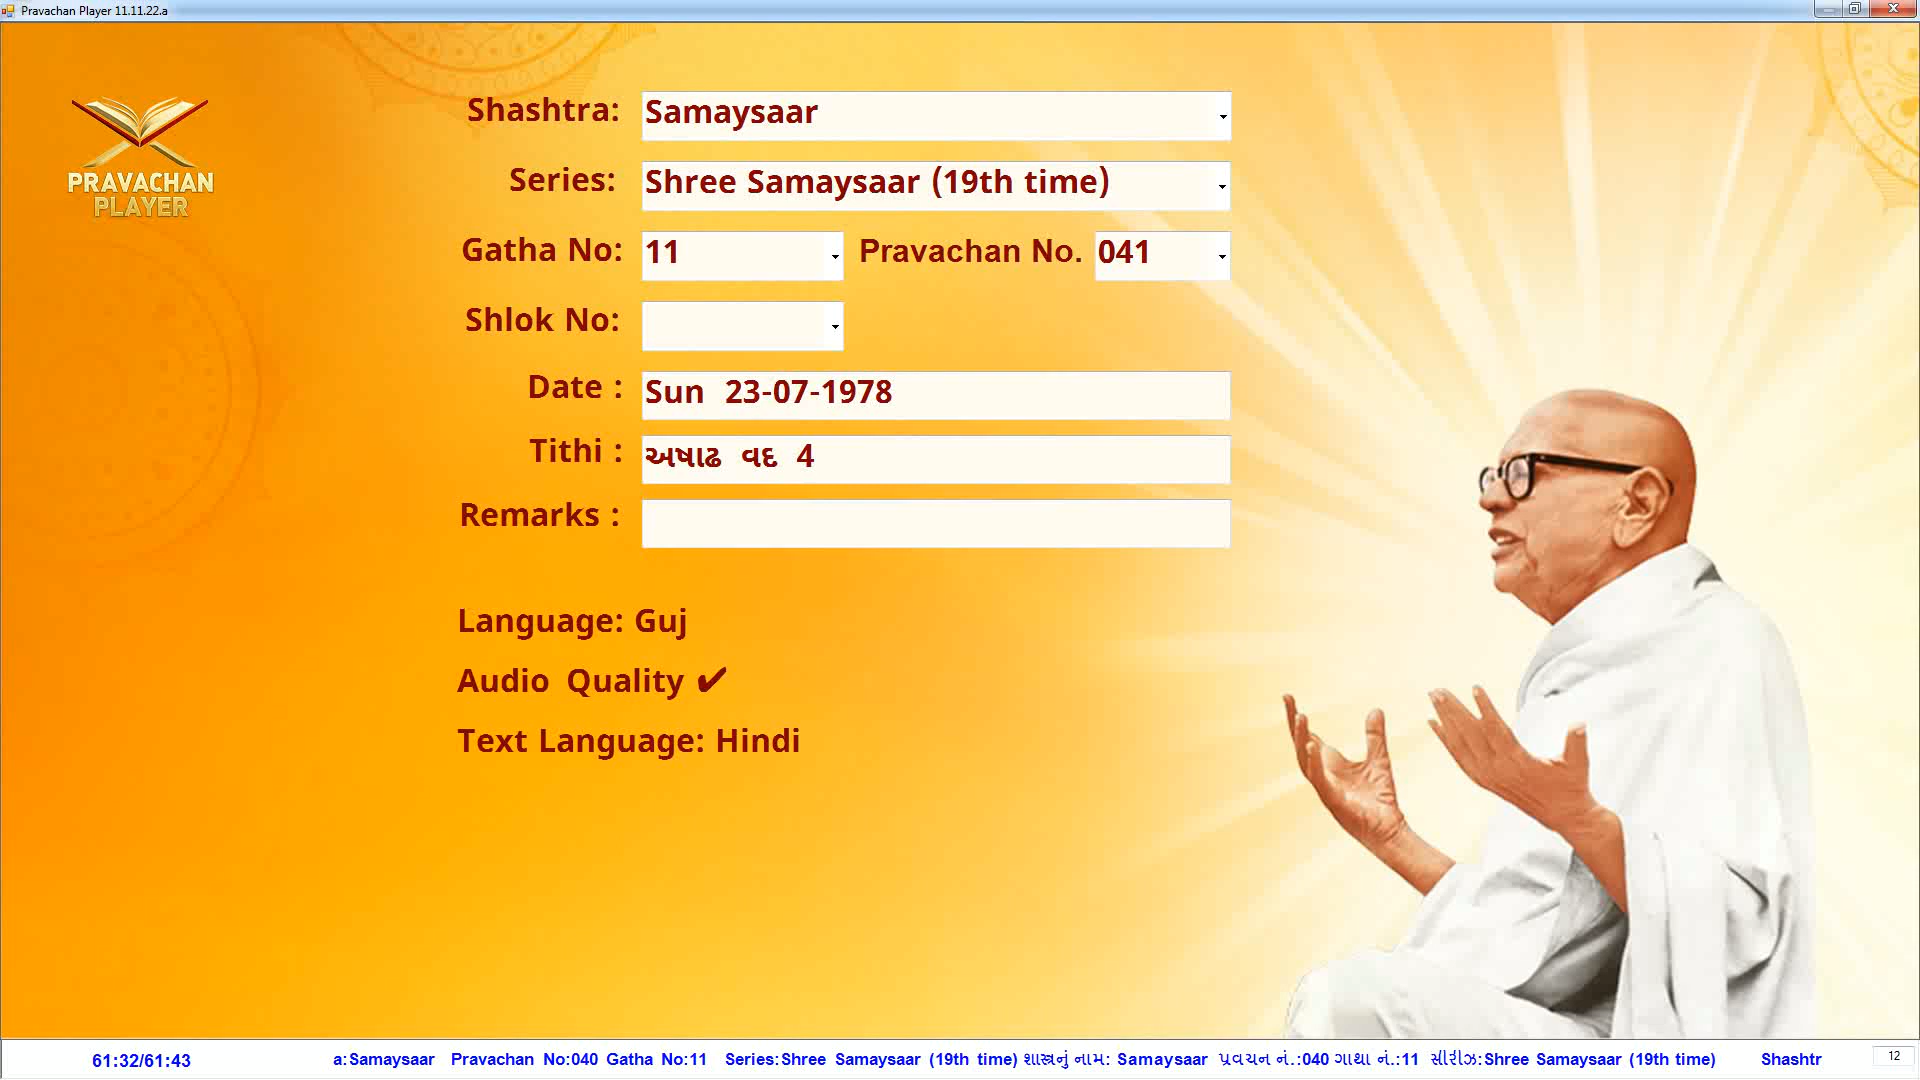 Pravachan Player 11.11.22.a
PRAVACHAN
PLAYER
Shashtra: Samaysaar
Series: Shree Samaysaar (19th time)
Gatha No: 11 Pravachan No. 041
Shlok No:
Date : Sun 23-07-1978
Tithi : અષાઢ વદ 4
Remarks :
Language: Guj
Audio Quality ✔
Text Language: Hindi
61:32/61:43 a:Samaysaar Pravachan No:040 Gatha No:11 Series:Shree Samaysaar (19th time) શાસ્ત્રનું નામ: Samaysaar પ્રવચન નં.:040 ગાથા નં.:11 સીરીઝ:Shree Samaysaar (19th time) Shashtr 12